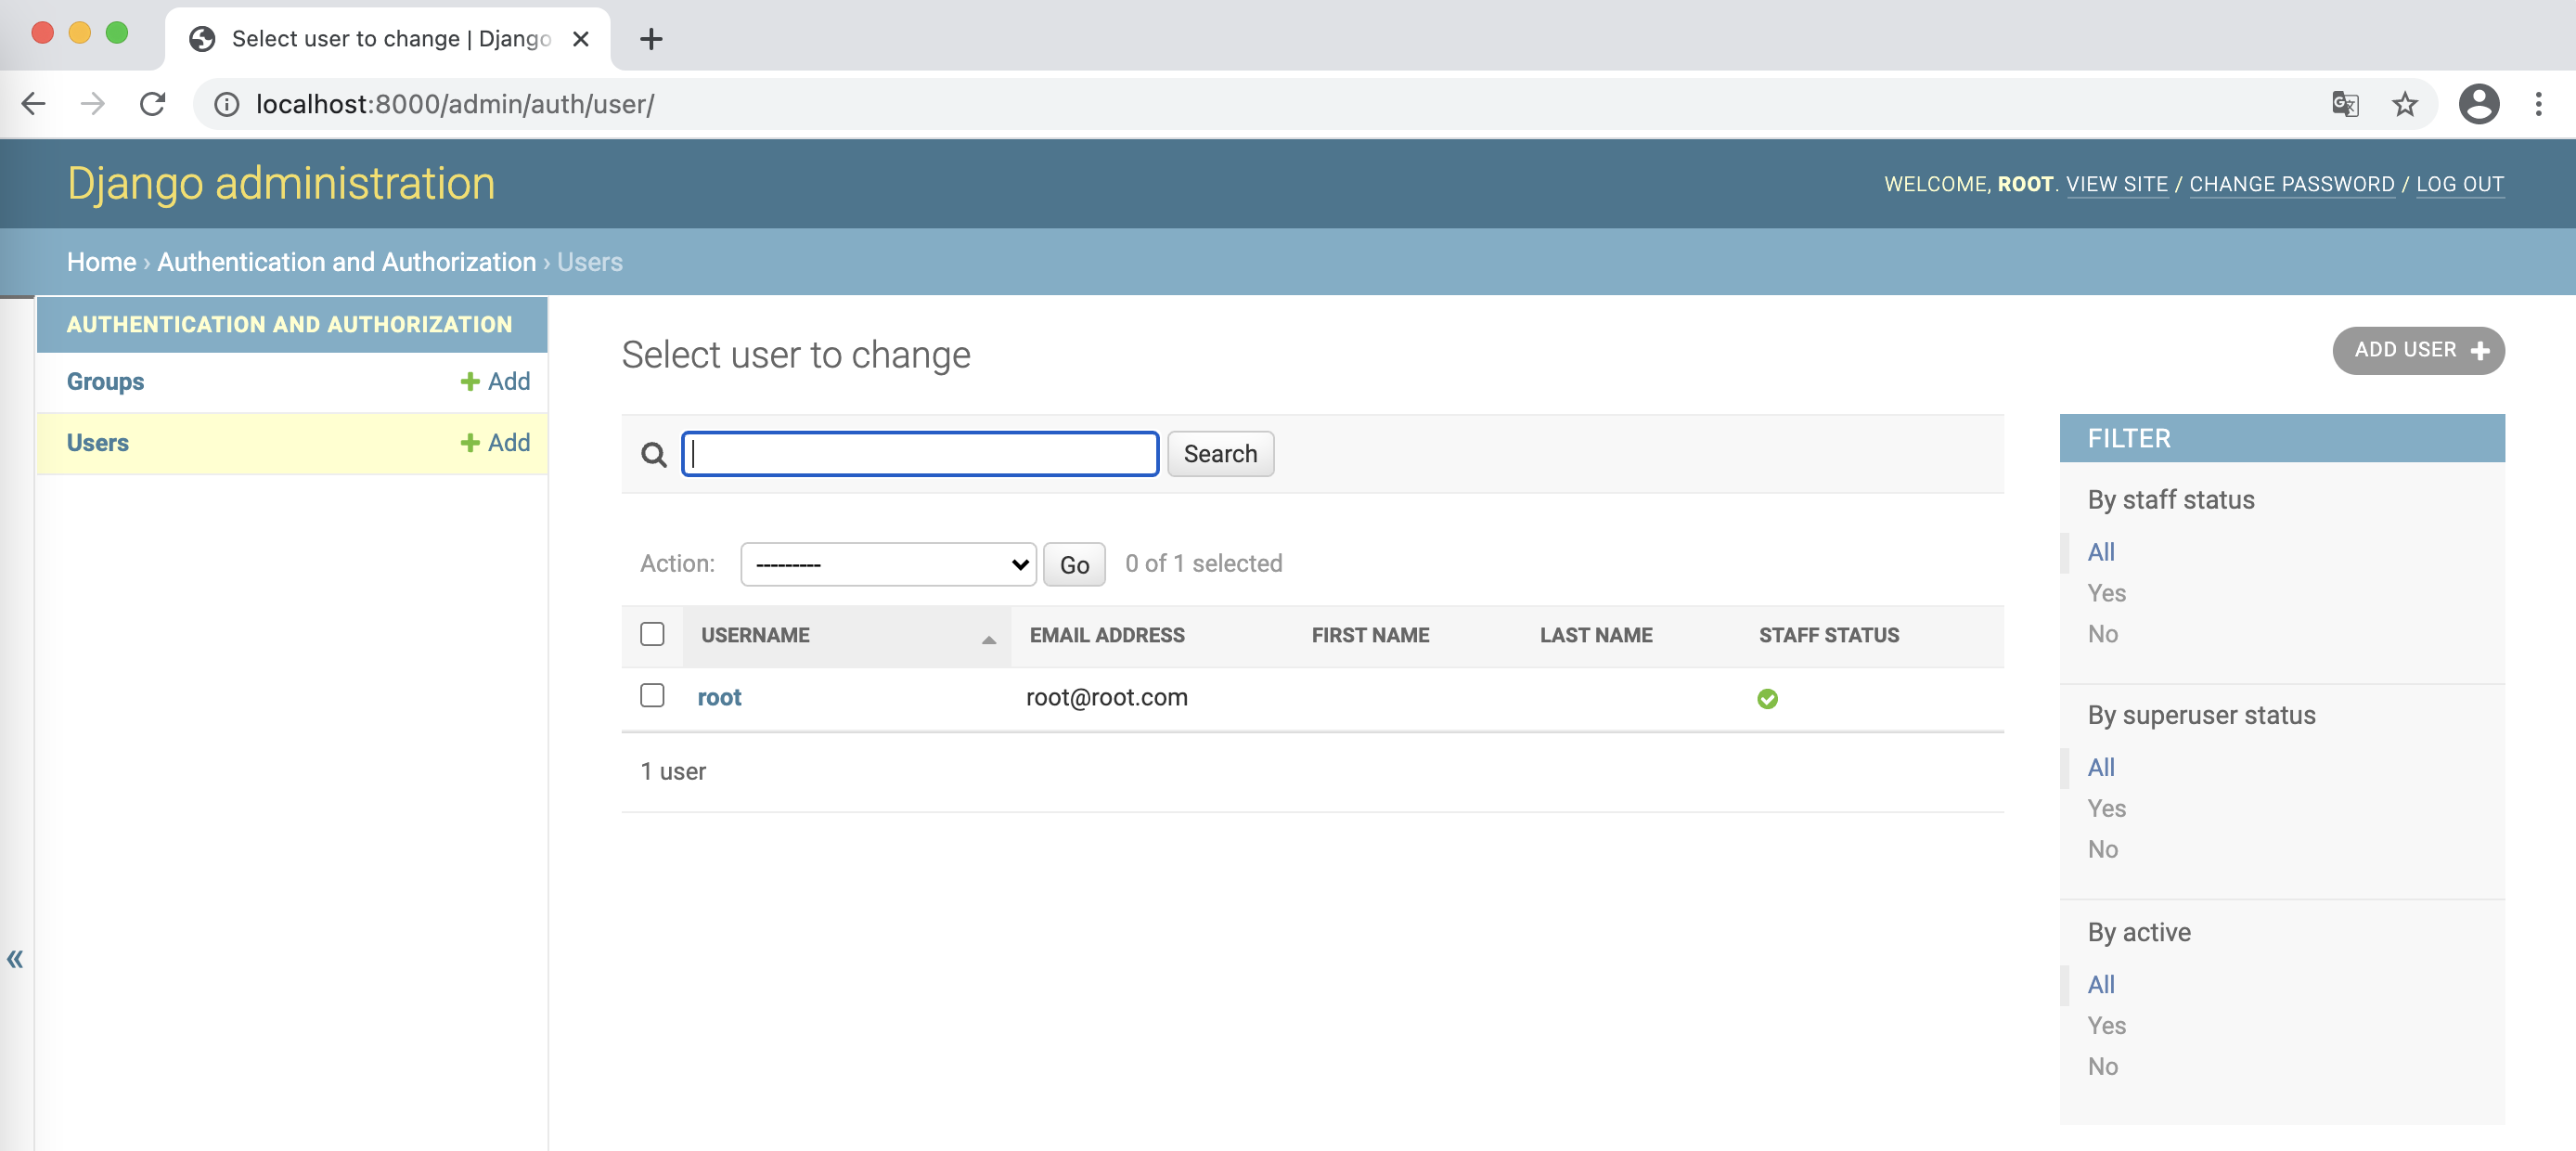 Select user to change | Django
localhost:8000/admin/auth/user/
Django administration
WELCOME, ROOT. VIEW SITE / CHANGE PASSWORD / LOG OUT
Home › Authentication and Authorization › Users
AUTHENTICATION AND AUTHORIZATION
Groups + Add
Users + Add
«
Select user to change
ADD USER +
Search
Action: --------- Go 0 of 1 selected
USERNAME EMAIL ADDRESS FIRST NAME LAST NAME STAFF STATUS
root root@root.com
1 user
FILTER
By staff status
All
Yes
No
By superuser status
All
Yes
No
By active
All
Yes
No